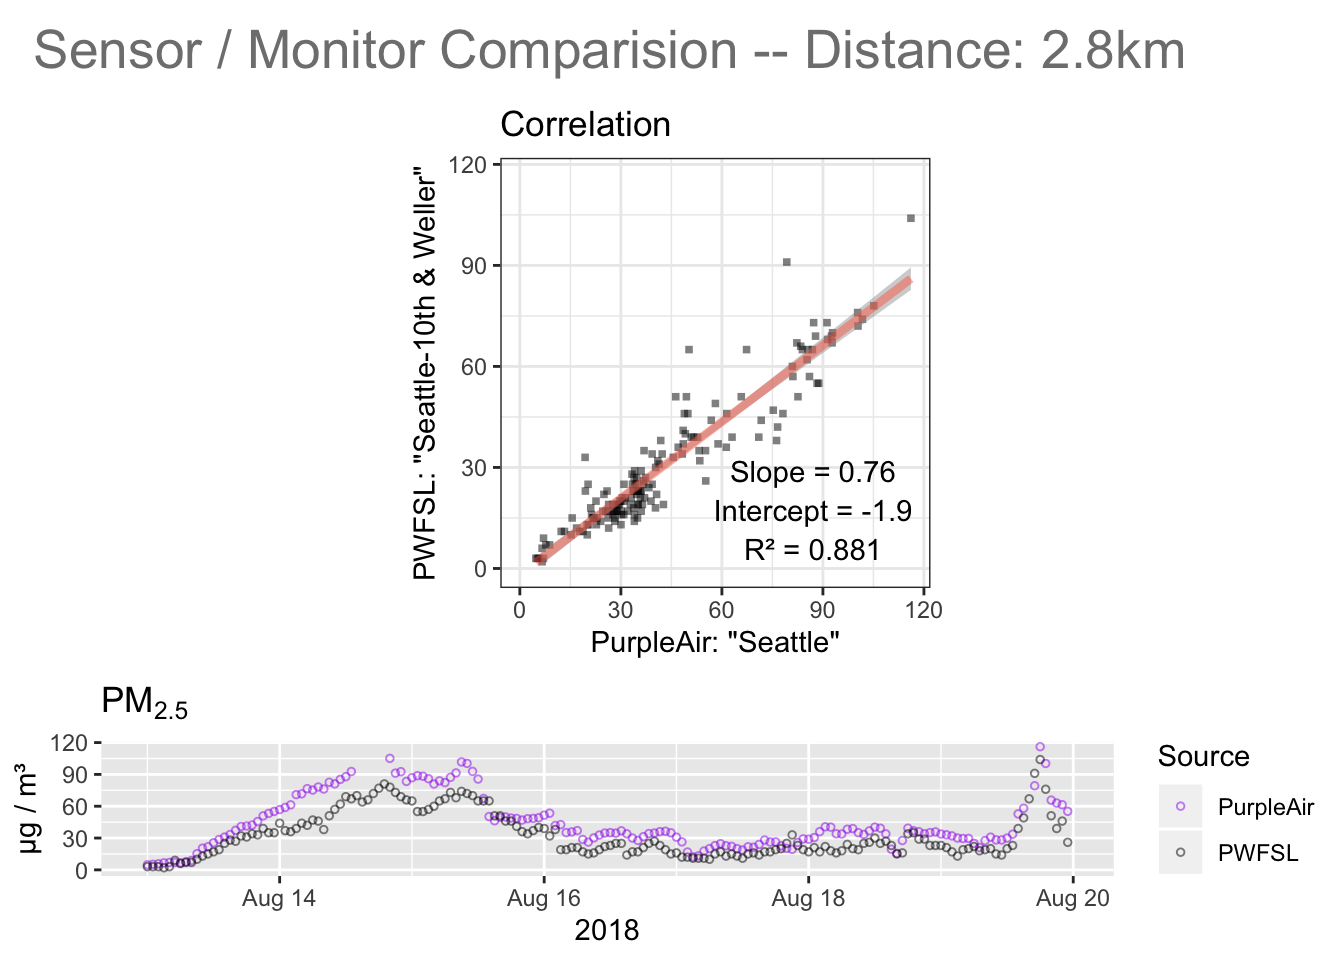 Sensor / Monitor Comparision -- Distance: 2.8km
Correlation
PWFSL: "Seattle-10th & Weller"
120
90
60
30
0
Slope = 0.76
Intercept = -1.9
R² = 0.881
0 30 60 90 120
PurpleAir: "Seattle"
PM2.5
µg / m³
120
90
60
30
0
Aug 14 Aug 16 Aug 18 Aug 20
2018
Source
PurpleAir
PWFSL